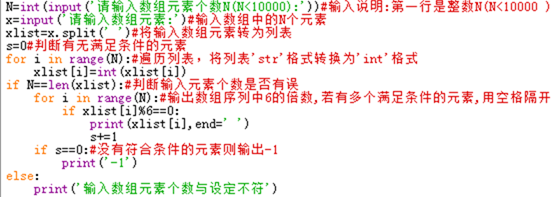 N=int(input('请输入数组元素个数N(N<10000):'))#输入说明:第一行是整数N(N<10000 )
x=input('请输入元素:')#输入数组中的N个元素
xlist=x.split(' ')#将输入数组元素转为列表
s=0#判断有无满足条件的元素
for i in range(N):#遍历列表，将列表'str'格式转换为'int'格式
    xlist[i]=int(xlist[i])
if N==len(xlist):#判断输入元素个数是否有误
    for i in range(N):#输出数组序列中6的倍数,若有多个满足条件的元素,用空格隔开
        if xlist[i]%6==0:
            print(xlist[i],end=' ')
            s+=1
    if s==0:#没有符合条件的元素则输出-1
        print('-1')
else:
    print('输入数组元素个数与设定不符')